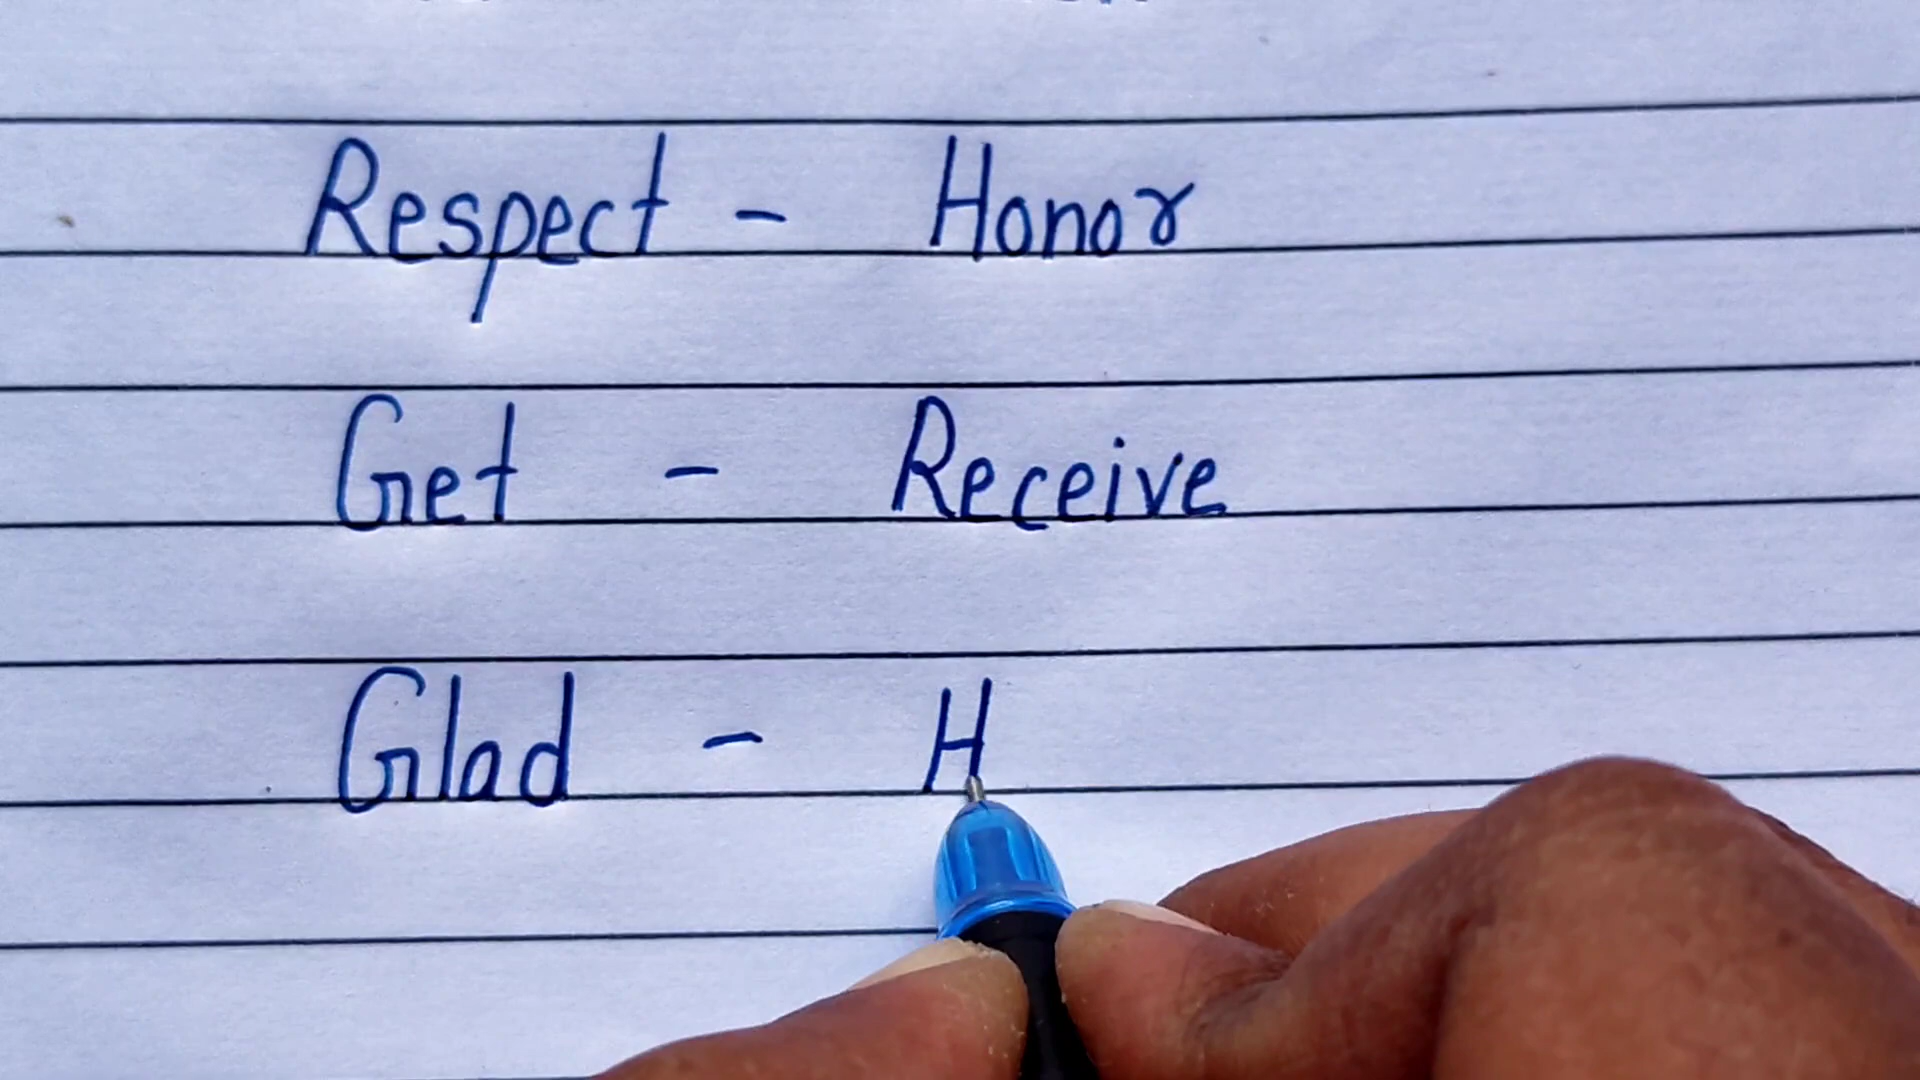 Respect - Honor
Get - Receive
Glad - H